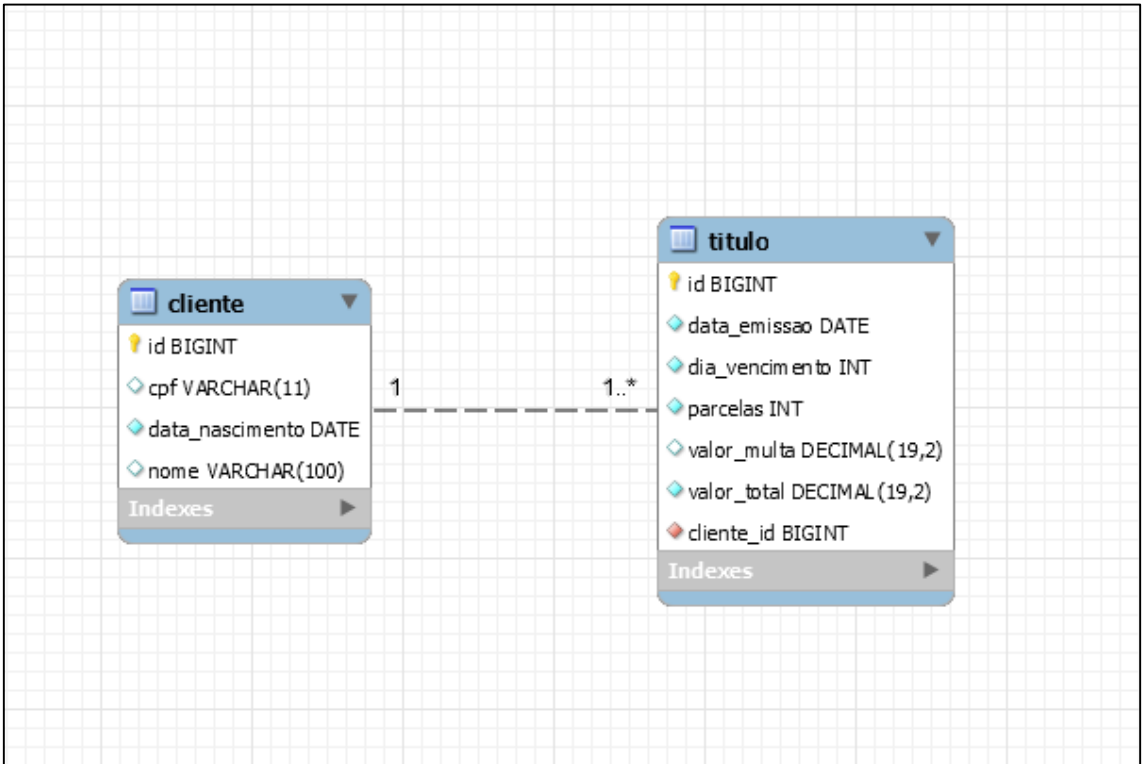 cliente
id BIGINT
cpf VARCHAR(11)
data_nascimento DATE
nome VARCHAR(100)
Indexes
1
1..*
titulo
id BIGINT
data_emissao DATE
dia_vencimento INT
parcelas INT
valor_multa DECIMAL(19,2)
valor_total DECIMAL(19,2)
cliente_id BIGINT
Indexes